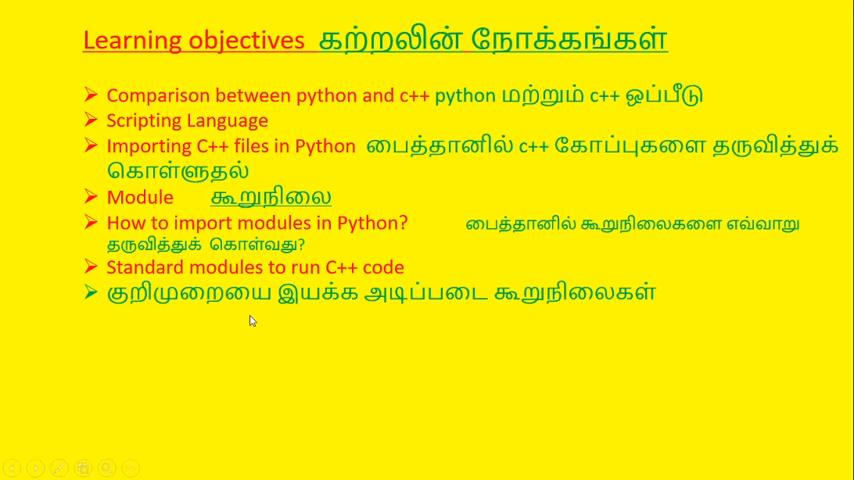 Learning objectives கற்றலின் நோக்கங்கள்
➢ Comparison between python and c++ python மற்றும் c++ ஒப்பீடு
➢ Scripting Language
➢ Importing C++ files in Python பைத்தானில் c++ கோப்புகளை தருவித்துக்
கொள்ளுதல்
➢ Module கூறுநிலை
➢ How to import modules in Python? பைத்தானில் கூறுநிலைகளை எவ்வாறு
தருவித்துக் கொள்வது?
➢ Standard modules to run C++ code
➢ குறிமுறையை இயக்க அடிப்படை கூறுநிலைகள்